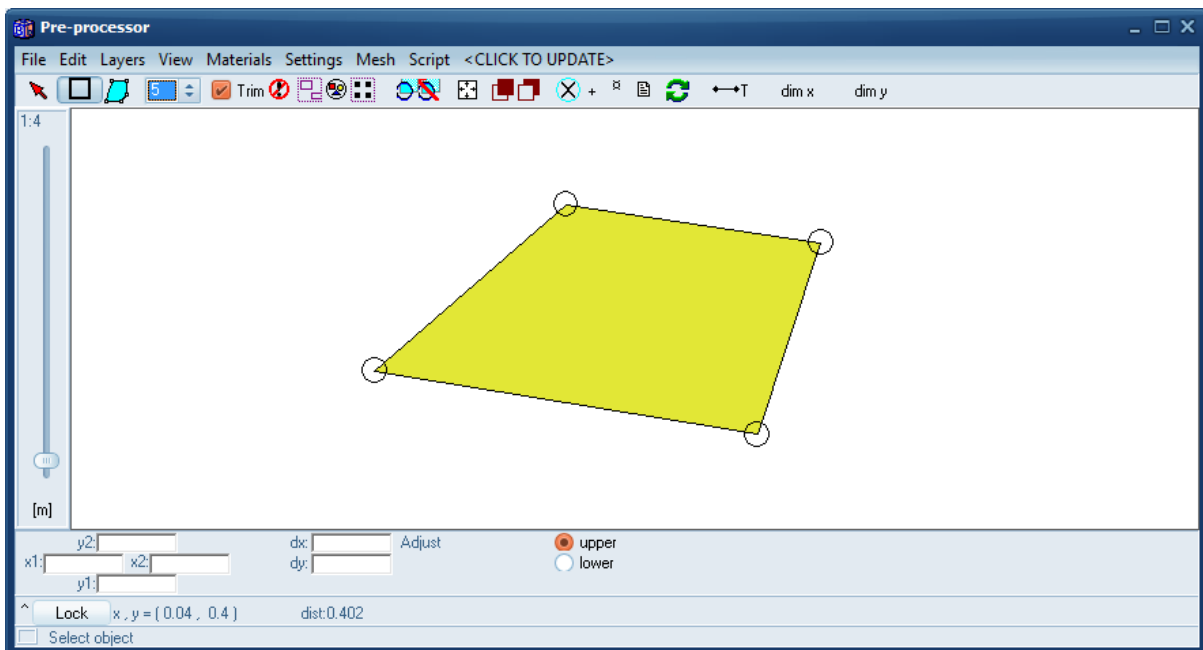 Pre-processor
File Edit Layers View Materials Settings Mesh Script <CLICK TO UPDATE>
5 Trim + T dim x dim y
1:4
[m]
y2: dx: Adjust upper
x1: x2: dy: lower
y1:
^ Lock x , y = ( 0.04 , 0.4 ) dist:0.402
Select object